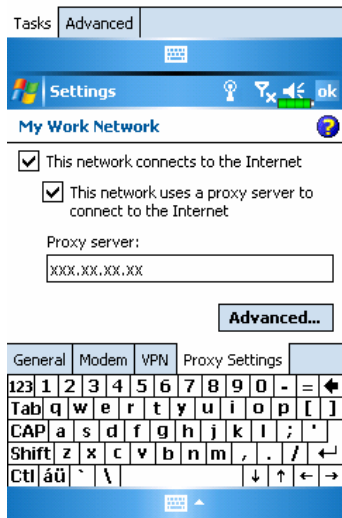 Tasks Advanced
Settings ok
My Work Network ?
This network connects to the Internet
This network uses a proxy server to
connect to the Internet
Proxy server:
xxx.xx.xx.xx
Advanced...
General Modem VPN Proxy Settings
123 1 2 3 4 5 6 7 8 9 0 - =
Tab q w e r t y u i o p [ ]
CAP a s d f g h j k l ; '
Shift z x c v b n m , . /
Ctl áü ` \ ↓ ↑ ← →